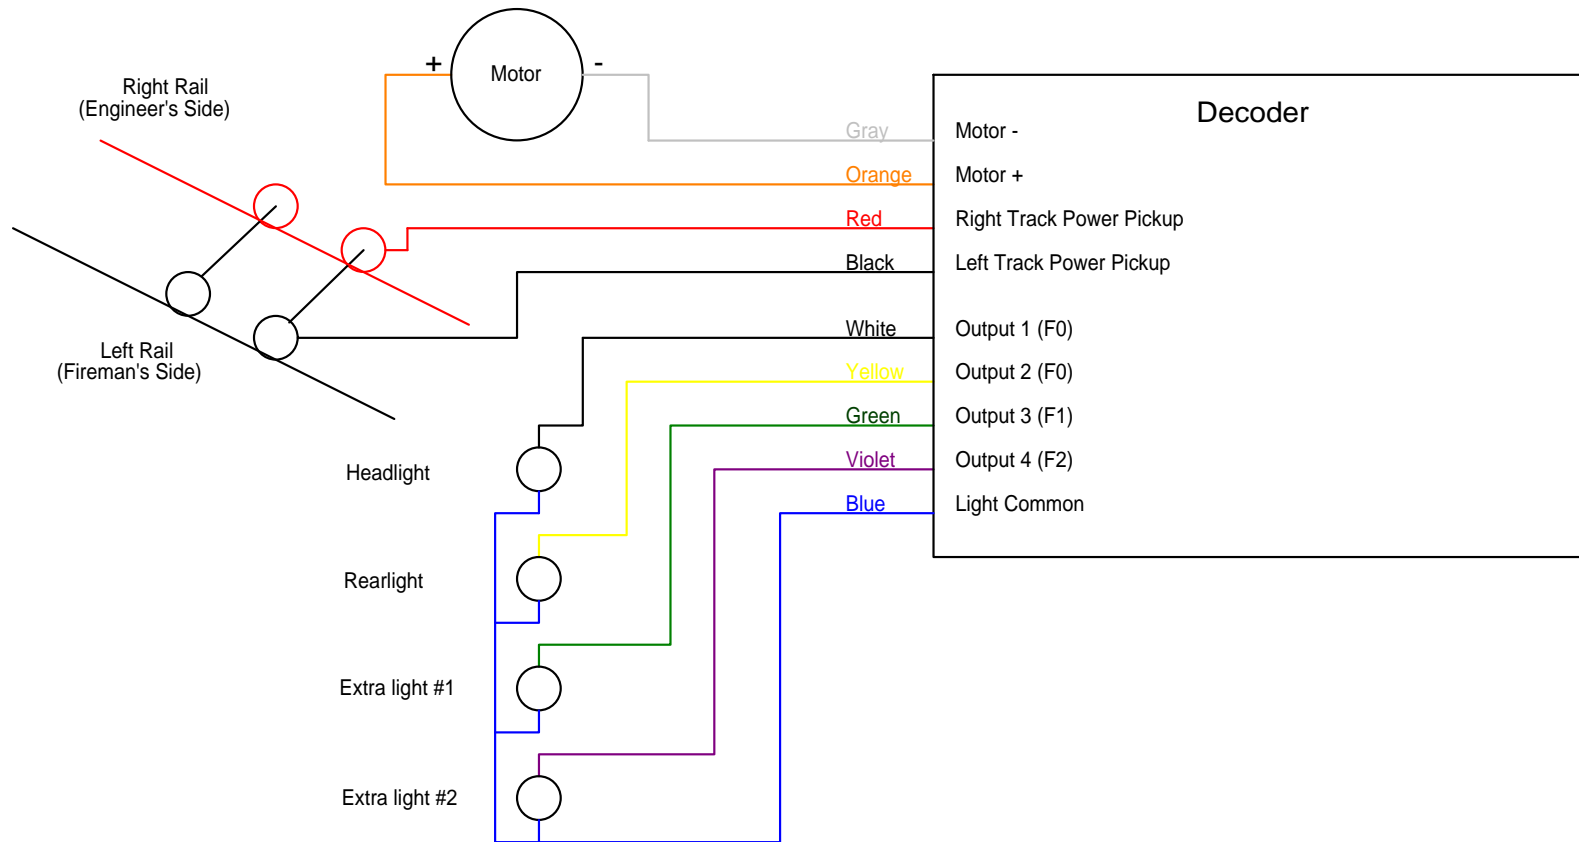 +
Motor
-
Right Rail
(Engineer's Side)
Decoder
Gray
Motor -
Orange
Motor +
Red
Right Track Power Pickup
Black
Left Track Power Pickup
White
Output 1 (F0)
Left Rail
(Fireman's Side)
Yellow
Output 2 (F0)
Green
Output 3 (F1)
Violet
Output 4 (F2)
Headlight
Blue
Light Common
Rearlight
Extra light #1
Extra light #2